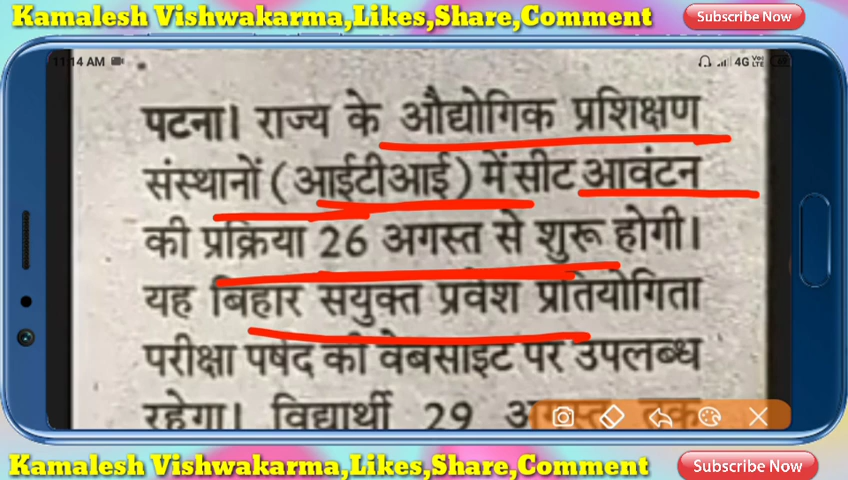 Kamalesh Vishwakarma,Likes,Share,Comment Subscribe Now
11:14 AM 4G
पटना। राज्य के औद्योगिक प्रशिक्षण
संस्थानों (आईटीआई) में सीट आवंटन
की प्रक्रिया 26 अगस्त से शुरू होगी।
यह बिहार संयुक्त प्रवेश प्रतियोगिता
परीक्षा पर्षद की वेबसाइट पर उपलब्ध
रहेगा। विद्यार्थी 29 अगस्त तक
Kamalesh Vishwakarma,Likes,Share,Comment Subscribe Now